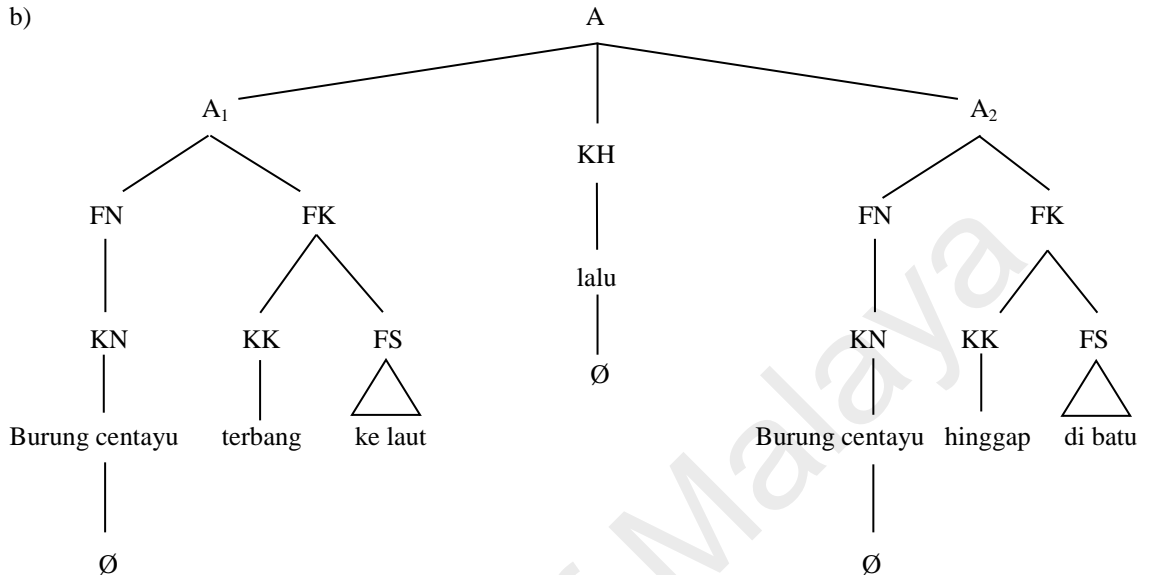 b) A
A₁ A₂
KH
FN FK FN FK
lalu
KN KK FS KN KK FS
Ø
Burung centayu terbang ke laut Burung centayu hinggap di batu
Ø Ø
Malaya